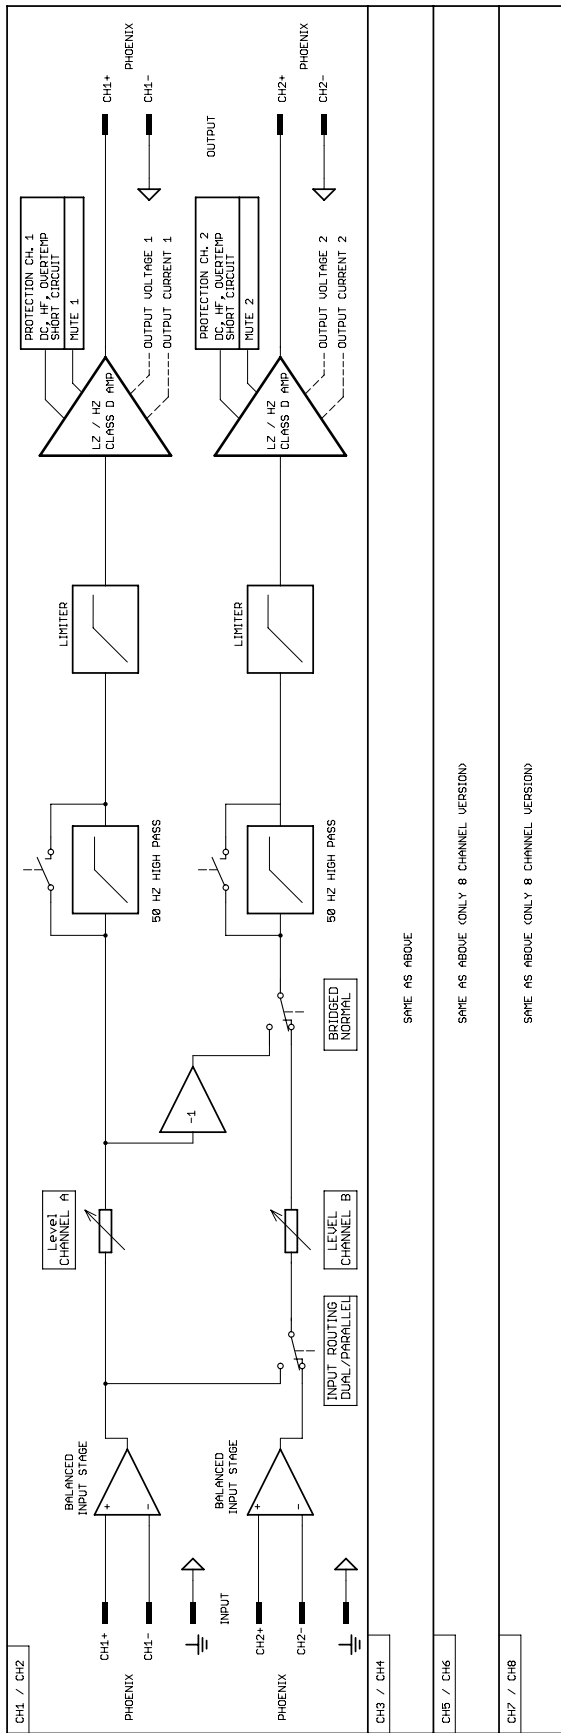 CH1 / CH2
PHOENIX
CH1+
CH1-
INPUT
CH2+
CH2-
PHOENIX
BALANCED
INPUT STAGE
+
-
BALANCED
INPUT STAGE
+
-
INPUT ROUTING
DUAL/PARALLEL
Level
CHANNEL A
LEVEL
CHANNEL B
-1
BRIDGED
NORMAL
50 HZ HIGH PASS
50 HZ HIGH PASS
LIMITER
LIMITER
LZ / HZ
CLASS D AMP
PROTECTION CH. 1
DC, HF, OVERTEMP
SHORT CIRCUIT
MUTE 1
OUTPUT VOLTAGE 1
OUTPUT CURRENT 1
LZ / HZ
CLASS D AMP
PROTECTION CH. 2
DC, HF, OVERTEMP
SHORT CIRCUIT
MUTE 2
OUTPUT VOLTAGE 2
OUTPUT CURRENT 2
CH1+
PHOENIX
CH1-
OUTPUT
CH2+
PHOENIX
CH2-
CH3 / CH4
SAME AS ABOVE
CH5 / CH6
SAME AS ABOVE (ONLY 8 CHANNEL VERSION)
CH7 / CH8
SAME AS ABOVE (ONLY 8 CHANNEL VERSION)